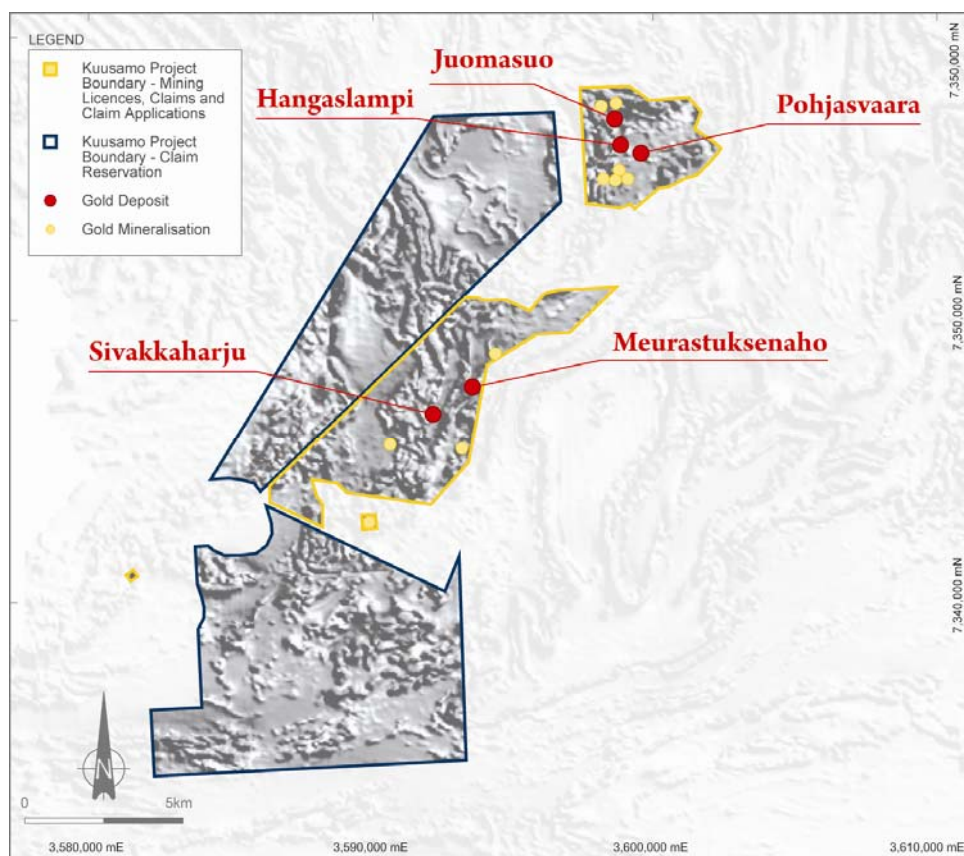 LEGEND
Kuusamo Project
Boundary - Mining
Licences, Claims and
Claim Applications
Kuusamo Project
Boundary - Claim
Reservation
Gold Deposit
Gold Mineralisation
Juomasuo
Hangaslampi
Pohjasvaara
Sivakkaharju
Meurastuksenaho
7,350,000 mN
7,350,000 mN
7,340,000 mN
N
0 5km
3,580,000 mE 3,590,000 mE 3,600,000 mE 3,610,000 mE